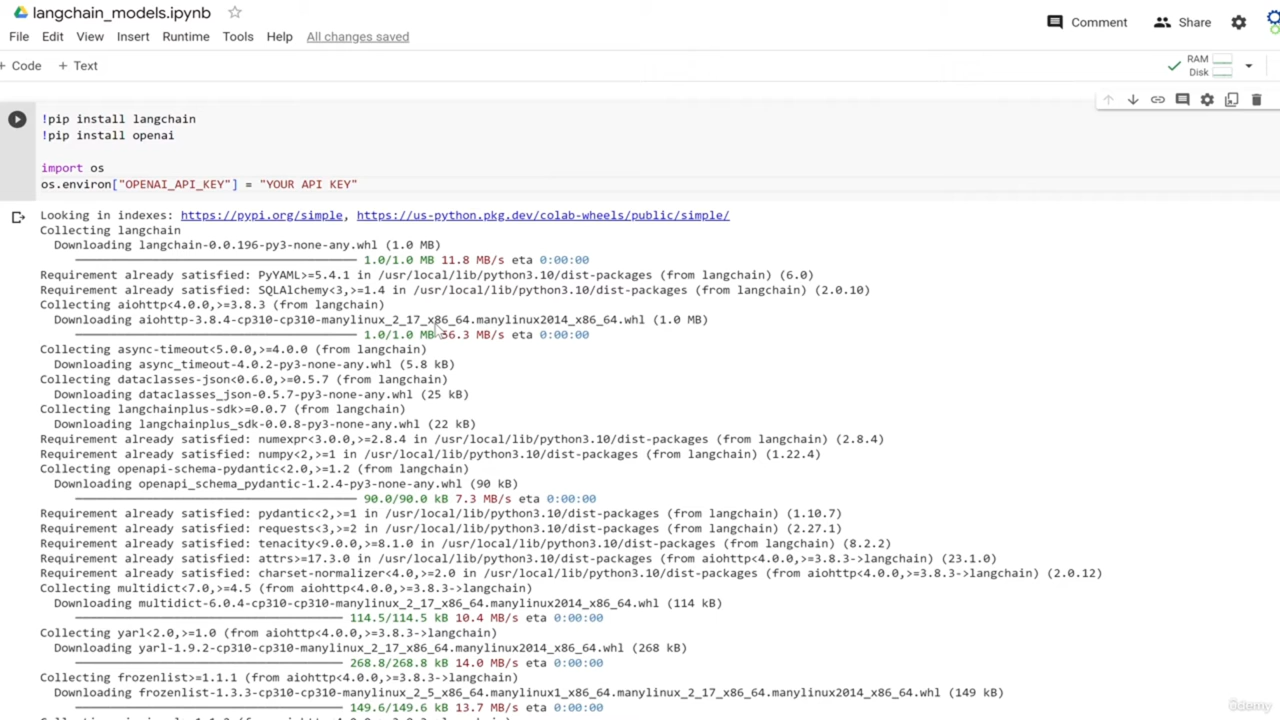 langchain_models.ipynb
Comment
Share
File Edit View Insert Runtime Tools Help All changes saved
+ Code + Text
RAM
Disk
!pip install langchain
!pip install openai
import os
os.environ["OPENAI_API_KEY"] = "YOUR API KEY"
Looking in indexes: https://pypi.org/simple, https://us-python.pkg.dev/colab-wheels/public/simple/
Collecting langchain
Downloading langchain-0.0.196-py3-none-any.whl (1.0 MB)
1.0/1.0 MB 11.8 MB/s eta 0:00:00
Requirement already satisfied: PyYAML>=5.4.1 in /usr/local/lib/python3.10/dist-packages (from langchain) (6.0)
Requirement already satisfied: SQLAlchemy<3,>=1.4 in /usr/local/lib/python3.10/dist-packages (from langchain) (2.0.10)
Collecting aiohttp<4.0.0,>=3.8.3 (from langchain)
Downloading aiohttp-3.8.4-cp310-cp310-manylinux_2_17_x86_64.manylinux2014_x86_64.whl (1.0 MB)
1.0/1.0 MB 56.3 MB/s eta 0:00:00
Collecting async-timeout<5.0.0,>=4.0.0 (from langchain)
Downloading async_timeout-4.0.2-py3-none-any.whl (5.8 kB)
Collecting dataclasses-json<0.6.0,>=0.5.7 (from langchain)
Downloading dataclasses_json-0.5.7-py3-none-any.whl (25 kB)
Collecting langchainplus-sdk>=0.0.7 (from langchain)
Downloading langchainplus_sdk-0.0.8-py3-none-any.whl (22 kB)
Requirement already satisfied: numexpr<3.0.0,>=2.8.4 in /usr/local/lib/python3.10/dist-packages (from langchain) (2.8.4)
Requirement already satisfied: numpy<2,>=1 in /usr/local/lib/python3.10/dist-packages (from langchain) (1.22.4)
Collecting openapi-schema-pydantic<2.0,>=1.2 (from langchain)
Downloading openapi_schema_pydantic-1.2.4-py3-none-any.whl (90 kB)
90.0/90.0 kB 7.3 MB/s eta 0:00:00
Requirement already satisfied: pydantic<2,>=1 in /usr/local/lib/python3.10/dist-packages (from langchain) (1.10.7)
Requirement already satisfied: requests<3,>=2 in /usr/local/lib/python3.10/dist-packages (from langchain) (2.27.1)
Requirement already satisfied: tenacity<9.0.0,>=8.1.0 in /usr/local/lib/python3.10/dist-packages (from langchain) (8.2.2)
Requirement already satisfied: attrs>=17.3.0 in /usr/local/lib/python3.10/dist-packages (from aiohttp<4.0.0,>=3.8.3->langchain) (23.1.0)
Requirement already satisfied: charset-normalizer<4.0,>=2.0 in /usr/local/lib/python3.10/dist-packages (from aiohttp<4.0.0,>=3.8.3->langchain) (2.0.12)
Collecting multidict<7.0,>=4.5 (from aiohttp<4.0.0,>=3.8.3->langchain)
Downloading multidict-6.0.4-cp310-cp310-manylinux_2_17_x86_64.manylinux2014_x86_64.whl (114 kB)
114.5/114.5 kB 10.4 MB/s eta 0:00:00
Collecting yarl<2.0,>=1.0 (from aiohttp<4.0.0,>=3.8.3->langchain)
Downloading yarl-1.9.2-cp310-cp310-manylinux_2_17_x86_64.manylinux2014_x86_64.whl (268 kB)
268.8/268.8 kB 14.0 MB/s eta 0:00:00
Collecting frozenlist>=1.1.1 (from aiohttp<4.0.0,>=3.8.3->langchain)
Downloading frozenlist-1.3.3-cp310-cp310-manylinux_2_5_x86_64.manylinux1_x86_64.manylinux_2_17_x86_64.manylinux2014_x86_64.whl (149 kB)
149.6/149.6 kB 13.7 MB/s eta 0:00:00
ûdemy